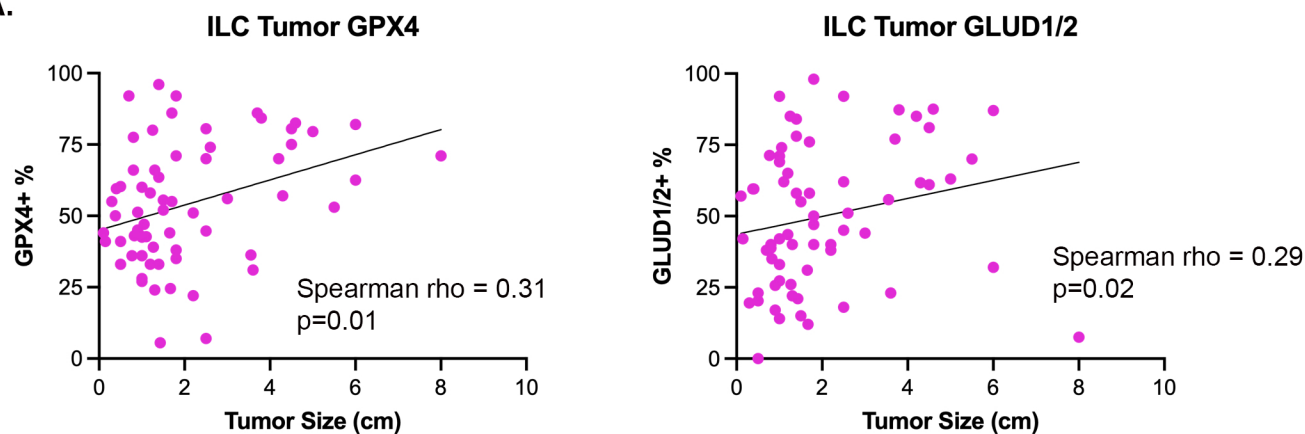 A.
ILC Tumor GPX4
100
75
50
25
0
GPX4+ %
0 2 4 6 8 10
Tumor Size (cm)
Spearman rho = 0.31
p=0.01
ILC Tumor GLUD1/2
100
75
50
25
0
GLUD1/2+ %
0 2 4 6 8 10
Tumor Size (cm)
Spearman rho = 0.29
p=0.02